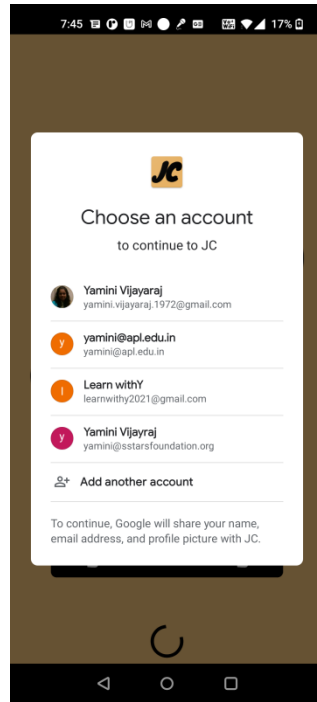 7:45 17%
JC
Choose an account
to continue to JC
Yamini Vijayaraj
yamini.vijayaraj.1972@gmail.com
y yamini@apl.edu.in
yamini@apl.edu.in
l Learn withY
learnwithy2021@gmail.com
y Yamini Vijayraj
yamini@sstarsfoundation.org
Add another account
To continue, Google will share your name,
email address, and profile picture with JC.